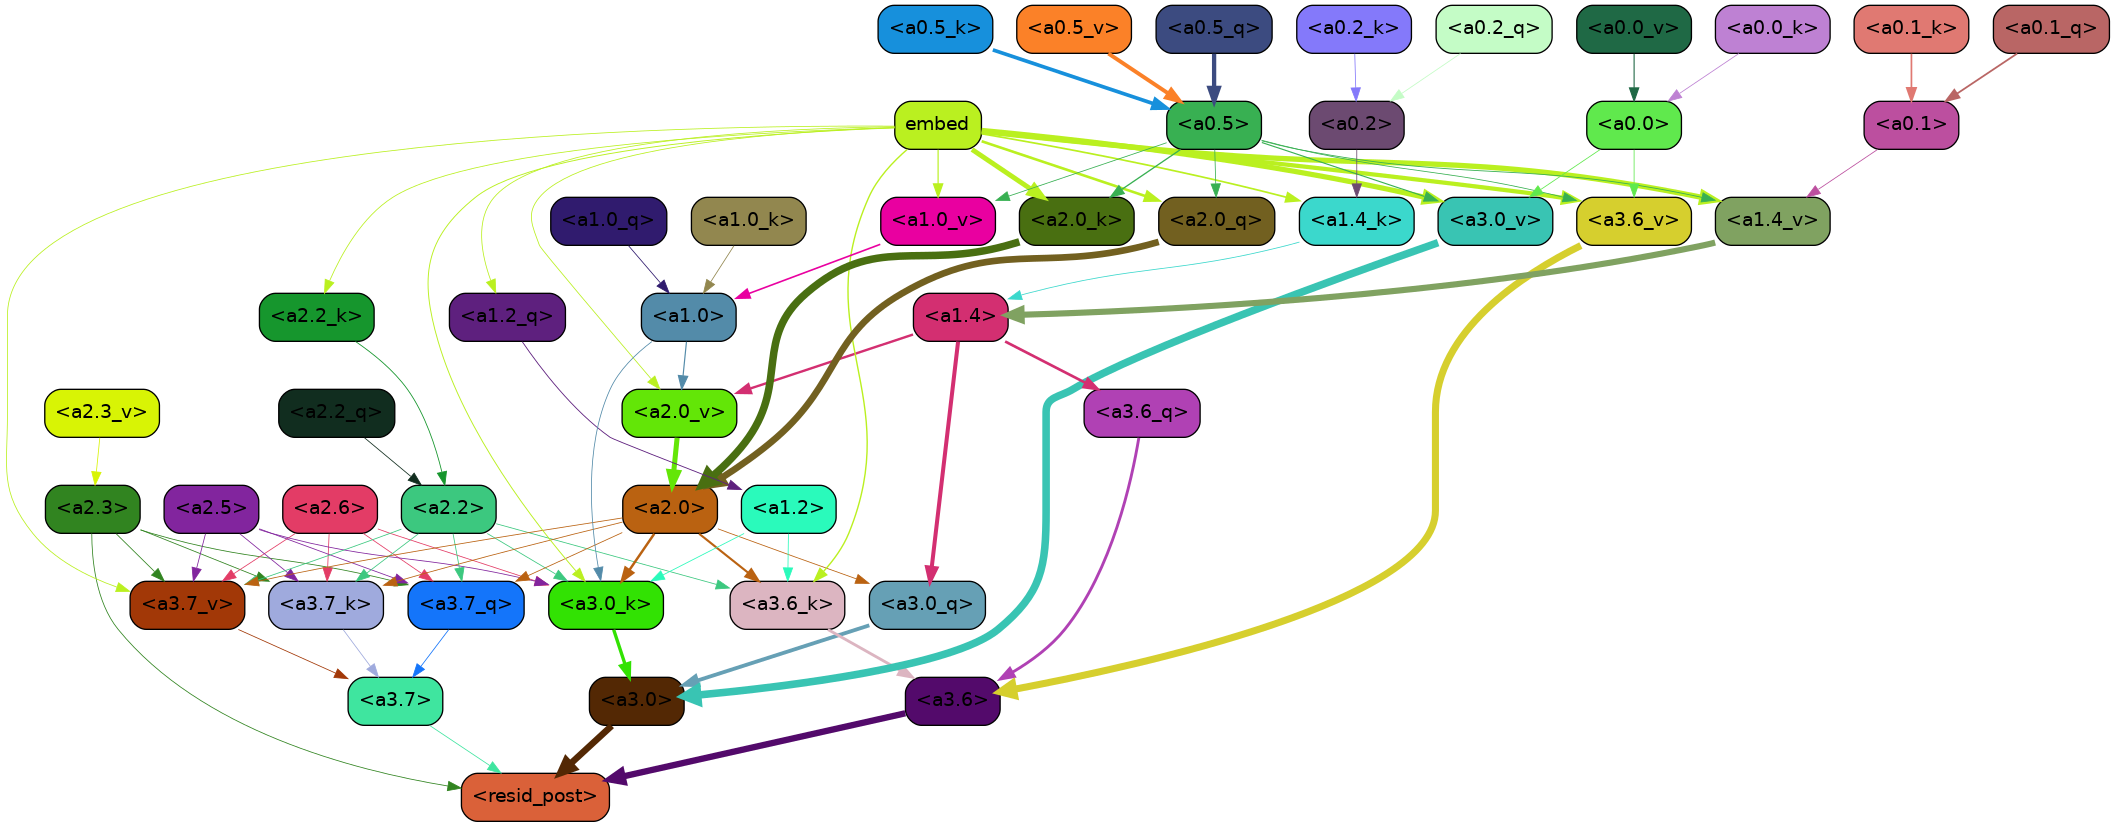 <a0.5_k>
<a0.5_v>
<a0.5_q>
<a0.2_k>
<a0.2_q>
<a0.0_v>
<a0.0_k>
<a0.1_k>
<a0.1_q>
embed
<a0.5>
<a0.2>
<a0.0>
<a0.1>
<a1.0_q>
<a1.0_k>
<a1.0_v>
<a2.0_k>
<a2.0_q>
<a1.4_k>
<a3.0_v>
<a3.6_v>
<a1.4_v>
<a2.2_k>
<a1.2_q>
<a1.0>
<a1.4>
<a2.3_v>
<a2.2_q>
<a2.0_v>
<a3.6_q>
<a2.3>
<a2.5>
<a2.6>
<a2.2>
<a2.0>
<a1.2>
<a3.7_v>
<a3.7_k>
<a3.7_q>
<a3.0_k>
<a3.6_k>
<a3.0_q>
<a3.7>
<a3.0>
<a3.6>
<resid_post>